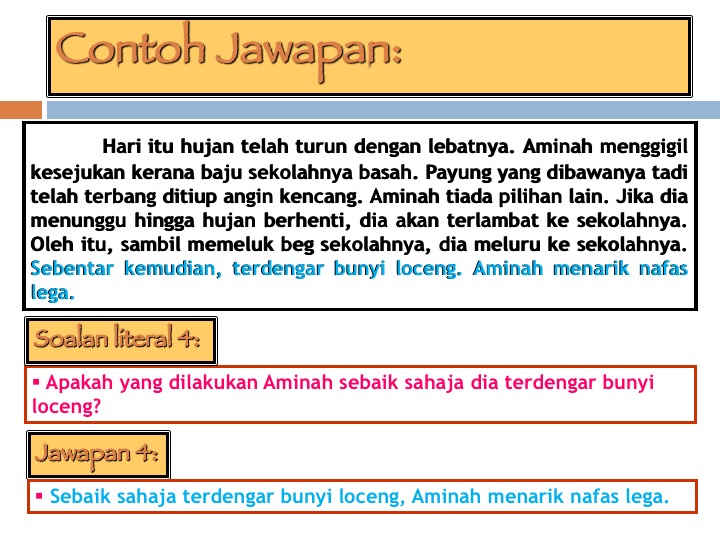 Contoh Jawapan:
Hari itu hujan telah turun dengan lebatnya. Aminah menggigil
kesejukan kerana baju sekolahnya basah. Payung yang dibawanya tadi
telah terbang ditiup angin kencang. Aminah tiada pilihan lain. Jika dia
menunggu hingga hujan berhenti, dia akan terlambat ke sekolahnya.
Oleh itu, sambil memeluk beg sekolahnya, dia meluru ke sekolahnya.
Sebentar kemudian, terdengar bunyi loceng. Aminah menarik nafas
lega.
Soalan literal 4:
▪ Apakah yang dilakukan Aminah sebaik sahaja dia terdengar bunyi
loceng?
Jawapan 4:
▪ Sebaik sahaja terdengar bunyi loceng, Aminah menarik nafas lega.